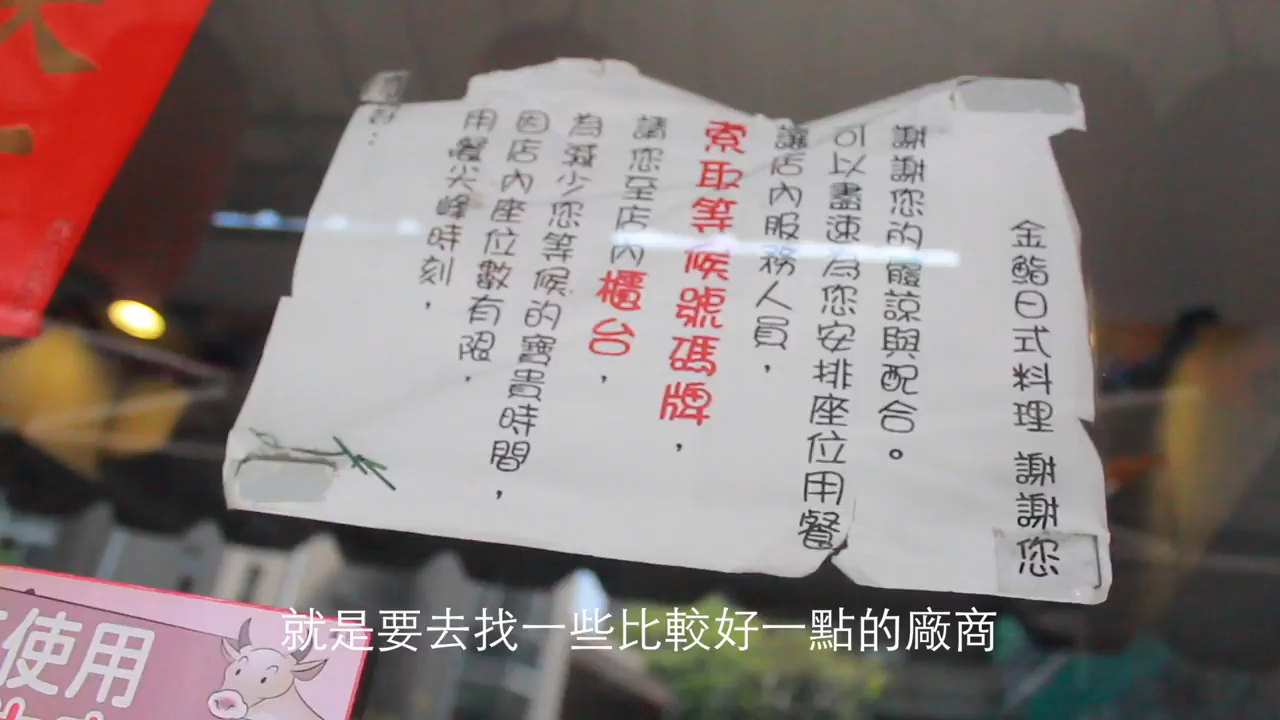 好：
用餐尖峰時刻，
因店內座位數有限，
為減少您等候的寶貴時間，
請您至店內櫃台，
索取等候號碼牌，
讓店內服務人員，
可以盡速為您安排座位用餐
謝謝您的體諒與配合。
金鮨日式料理 謝謝您
使用
就是要去找一些比較好一點的廠商